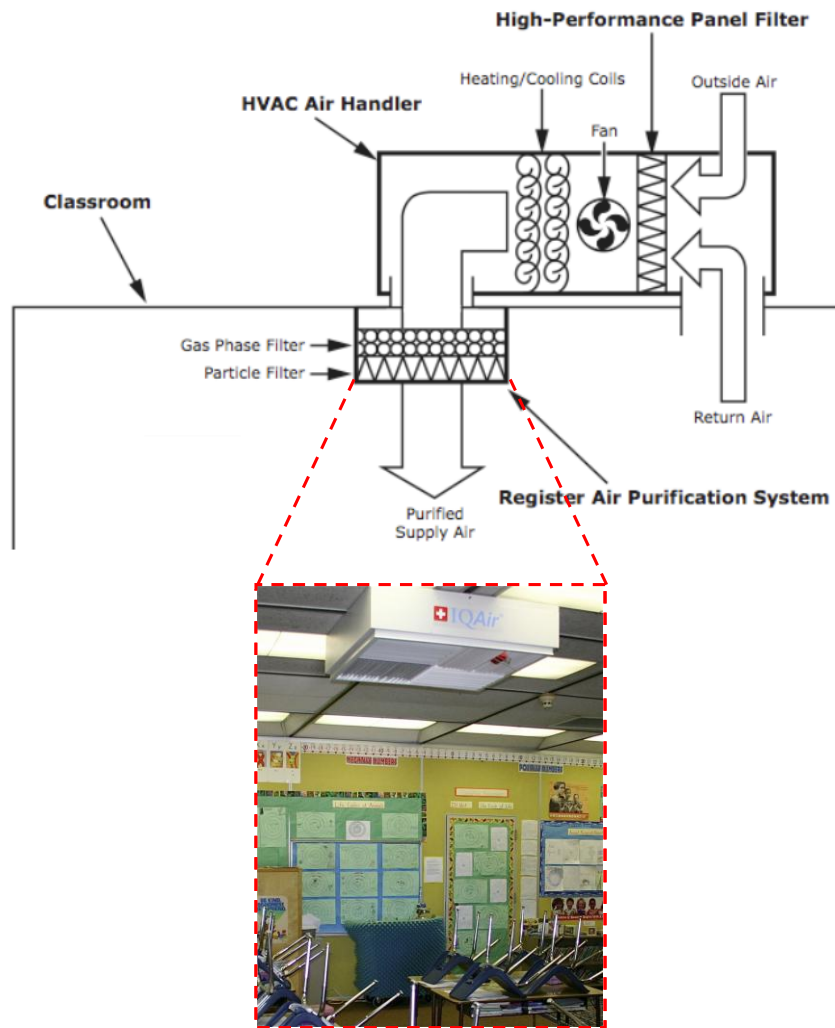 High-Performance Panel Filter
Heating/Cooling Coils
Outside Air
HVAC Air Handler
Fan
Classroom
Gas Phase Filter
Particle Filter
Return Air
Register Air Purification System
Purified
Supply Air
IQAir